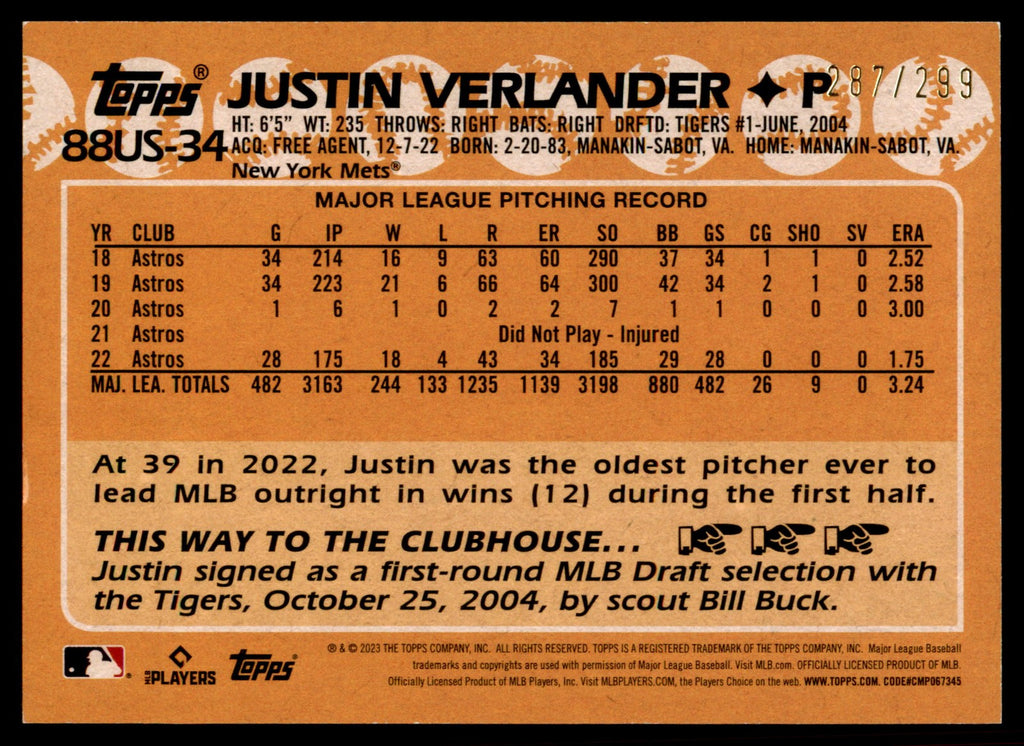 Topps® JUSTIN VERLANDER ✦ P 287/299
88US-34 HT: 6'5" WT: 235 THROWS: RIGHT BATS: RIGHT DRFTD: TIGERS #1-JUNE, 2004
ACQ: FREE AGENT, 12-7-22 BORN: 2-20-83, MANAKIN-SABOT, VA. HOME: MANAKIN-SABOT, VA.
New York Mets®
MAJOR LEAGUE PITCHING RECORD
YR CLUB G IP W L R ER SO BB GS CG SHO SV ERA
18 Astros 34 214 16 9 63 60 290 37 34 1 1 0 2.52
19 Astros 34 223 21 6 66 64 300 42 34 2 1 0 2.58
20 Astros 1 6 1 0 2 2 7 1 1 0 0 0 3.00
21 Astros Did Not Play - Injured
22 Astros 28 175 18 4 43 34 185 29 28 0 0 0 1.75
MAJ. LEA. TOTALS 482 3163 244 133 1235 1139 3198 880 482 26 9 0 3.24
At 39 in 2022, Justin was the oldest pitcher ever to
lead MLB outright in wins (12) during the first half.
THIS WAY TO THE CLUBHOUSE...
Justin signed as a first-round MLB Draft selection with
the Tigers, October 25, 2004, by scout Bill Buck.
® & © 2023 THE TOPPS COMPANY, INC. ALL RIGHTS RESERVED. TOPPS IS A REGISTERED TRADEMARK OF THE TOPPS COMPANY, INC. Major League Baseball
trademarks and copyrights are used with permission of Major League Baseball. Visit MLB.com. OFFICIALLY LICENSED PRODUCT OF MLB.
Officially Licensed Product of MLB Players, Inc. Visit MLBPLAYERS.COM, the Players Choice on the web. WWW.TOPPS.COM. CODE#CMP067345
MLB PLAYERS Topps®